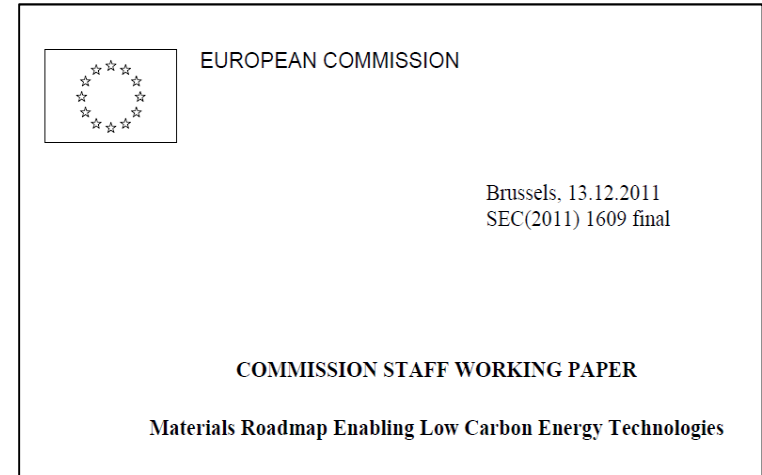 EUROPEAN COMMISSION
Brussels, 13.12.2011
SEC(2011) 1609 final
COMMISSION STAFF WORKING PAPER
Materials Roadmap Enabling Low Carbon Energy Technologies